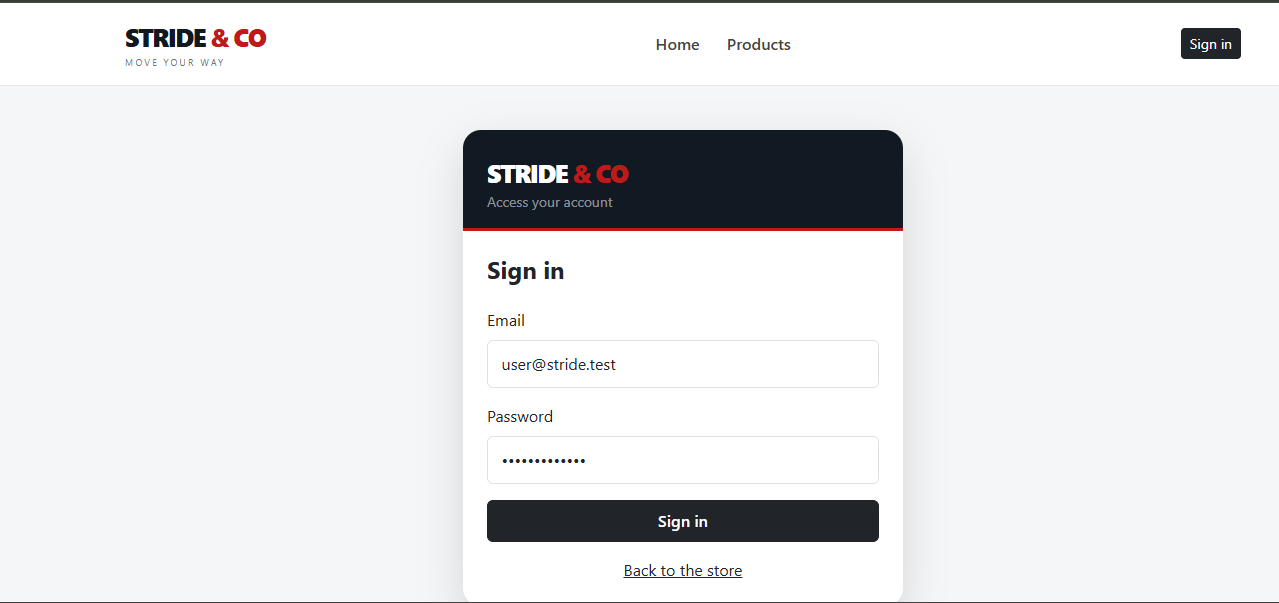 STRIDE & CO
MOVE YOUR WAY
Home
Products
Sign in
STRIDE & CO
Access your account
Sign in
Email
user@stride.test
Password
•••••••••••••
Sign in
Back to the store